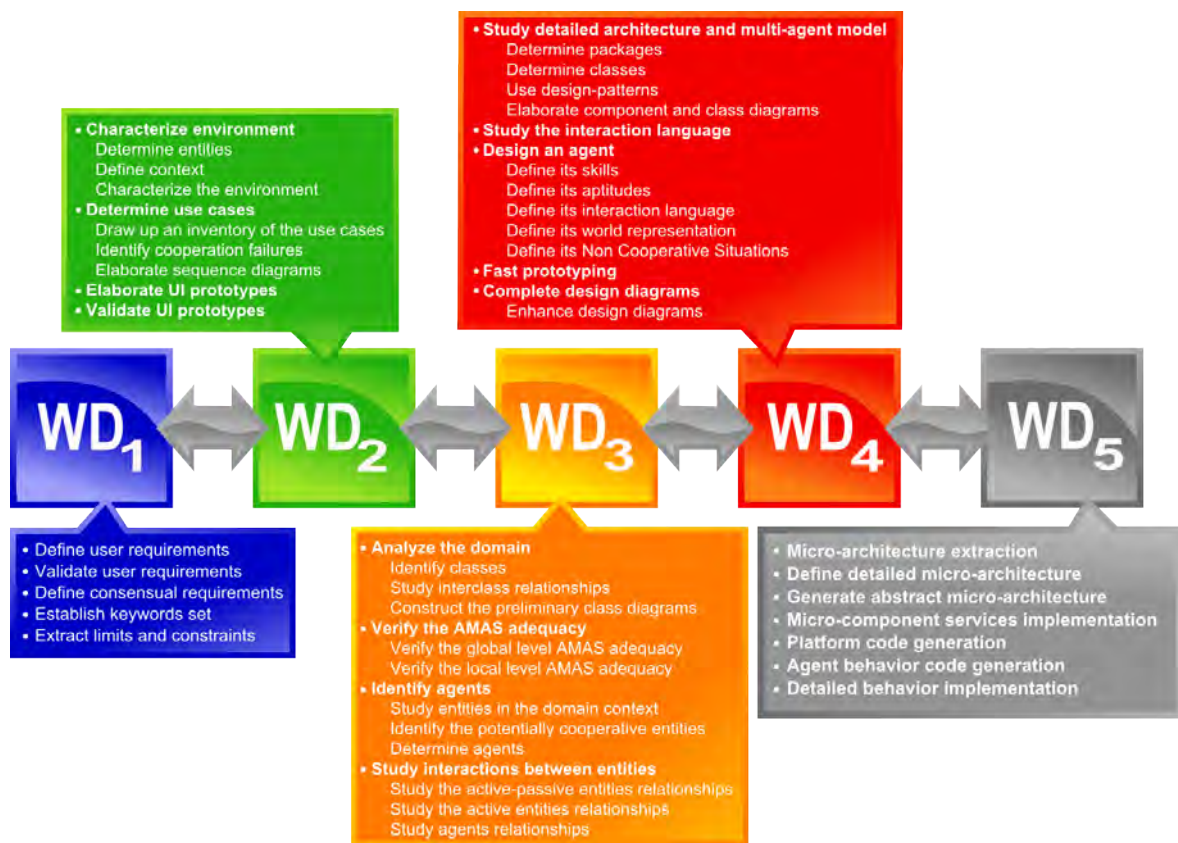 • Study detailed architecture and multi-agent model
Determine packages
Determine classes
Use design-patterns
Elaborate component and class diagrams
• Study the interaction language
• Design an agent
Define its skills
Define its aptitudes
Define its interaction language
Define its world representation
Define its Non Cooperative Situations
• Fast prototyping
• Complete design diagrams
Enhance design diagrams
• Characterize environment
Determine entities
Define context
Characterize the environment
• Determine use cases
Draw up an inventory of the use cases
Identify cooperation failures
Elaborate sequence diagrams
• Elaborate UI prototypes
• Validate UI prototypes
WD1
WD2
WD3
WD4
WD5
• Define user requirements
• Validate user requirements
• Define consensual requirements
• Establish keywords set
• Extract limits and constraints
• Analyze the domain
Identify classes
Study interclass relationships
Construct the preliminary class diagrams
• Verify the AMAS adequacy
Verify the global level AMAS adequacy
Verify the local level AMAS adequacy
• Identify agents
Study entities in the domain context
Identify the potentially cooperative entities
Determine agents
• Study interactions between entities
Study the active-passive entities relationships
Study the active entities relationships
Study agents relationships
• Micro-architecture extraction
• Define detailed micro-architecture
• Generate abstract micro-architecture
• Micro-component services implementation
• Platform code generation
• Agent behavior code generation
• Detailed behavior implementation